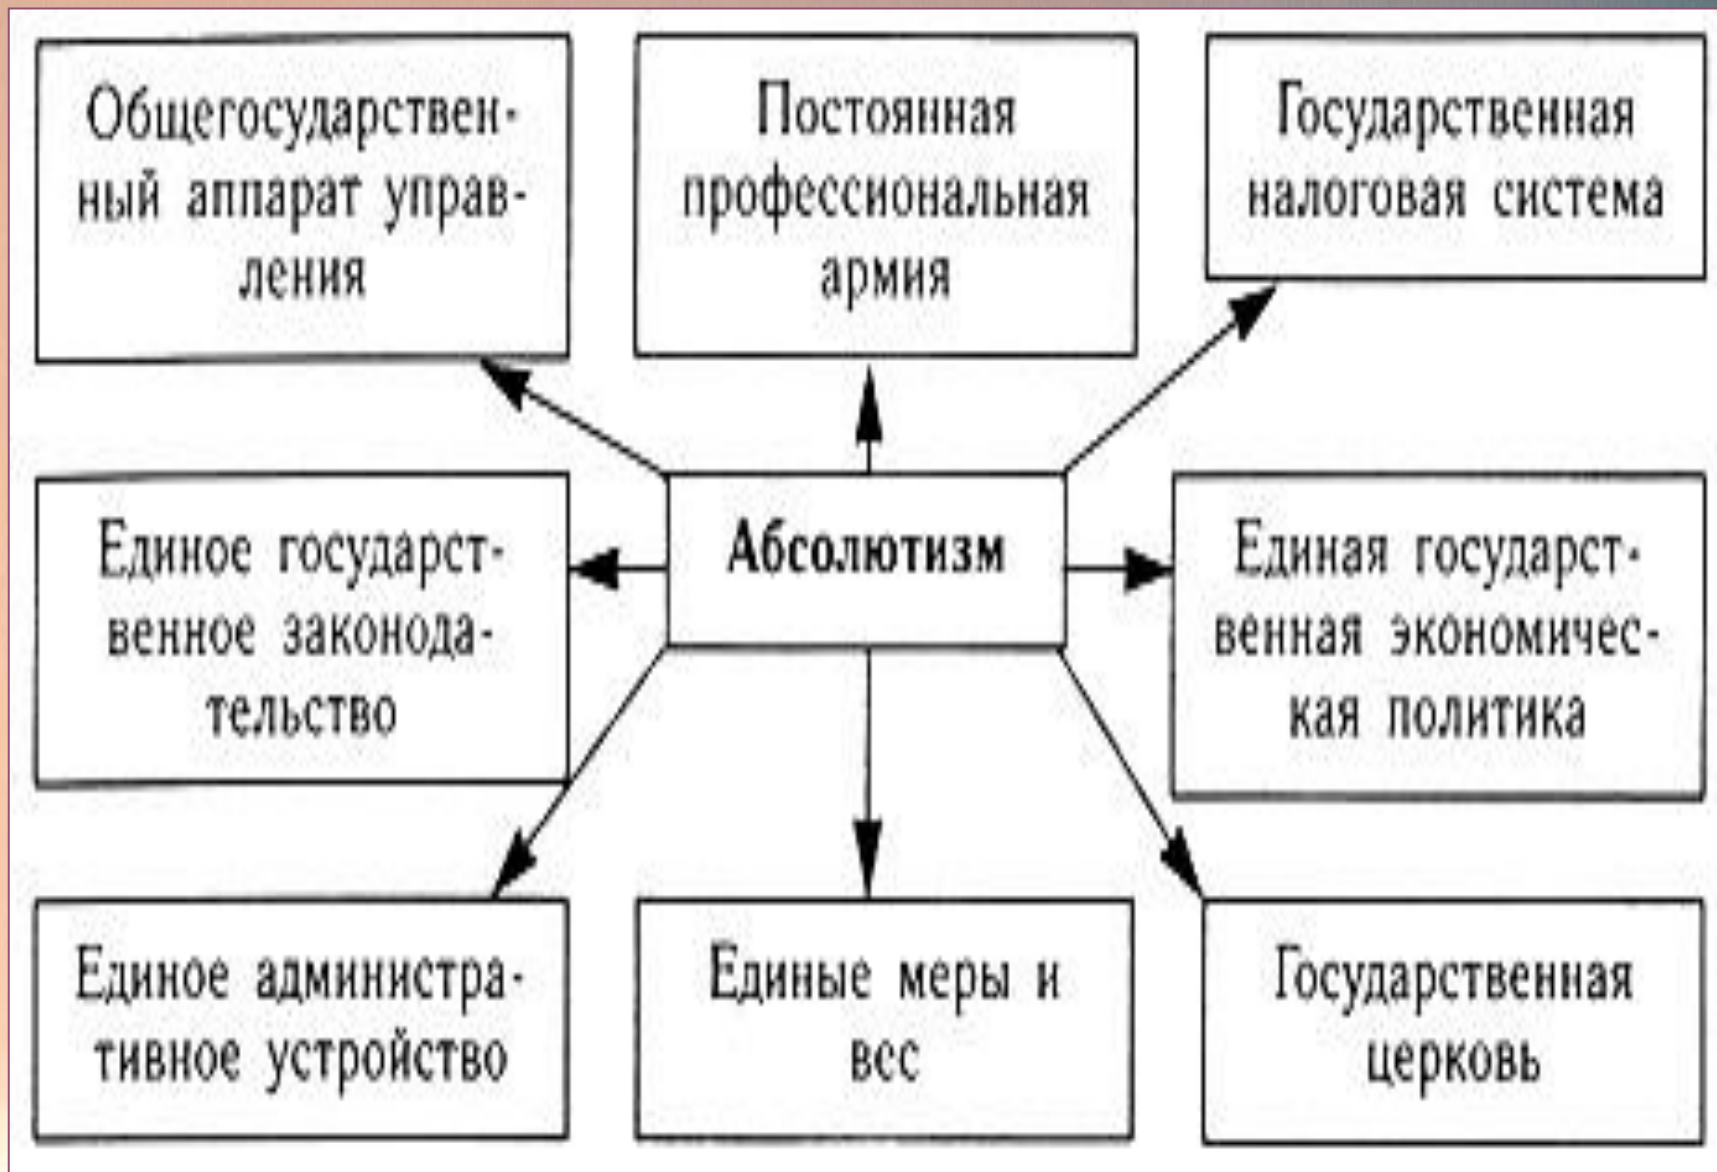 Общегосударствен-
ный аппарат управ-
ления
Постоянная
профессиональная
армия
Государственная
налоговая система
Единое государст-
венное законода-
тельство
Абсолютизм
Единая государст-
венная экономичес-
кая политика
Единое администра-
тивное устройство
Единые меры и
вес
Государственная
церковь